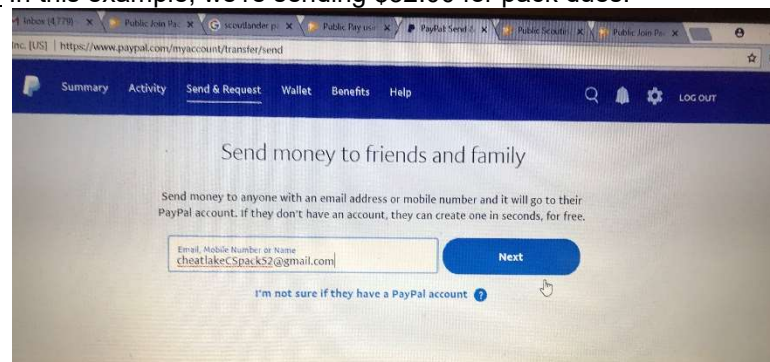 in this example, we're sending $52.00 for pack dues.
Inbox (4,779) Public Join Pac scoutlander p Public Pay use PayPal: Send & Public Scoutin Public Join Pac
Inc. [US] https://www.paypal.com/myaccount/transfer/send
Summary Activity Send & Request Wallet Benefits Help LOG OUT
Send money to friends and family
Send money to anyone with an email address or mobile number and it will go to their
PayPal account. If they don't have an account, they can create one in seconds, for free.
Email, Mobile Number or Name
cheatlakeCSpack52@gmail.com
Next
I'm not sure if they have a PayPal account ?